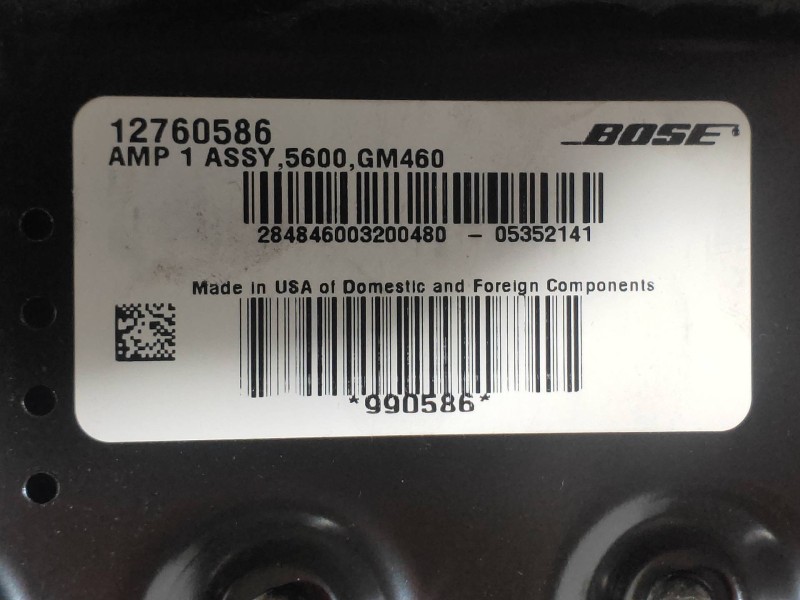 12760586
BOSE
AMP 1 ASSY,5600,GM460
284846003200480 - 05352141
Made in USA of Domestic and Foreign Components
*990586*